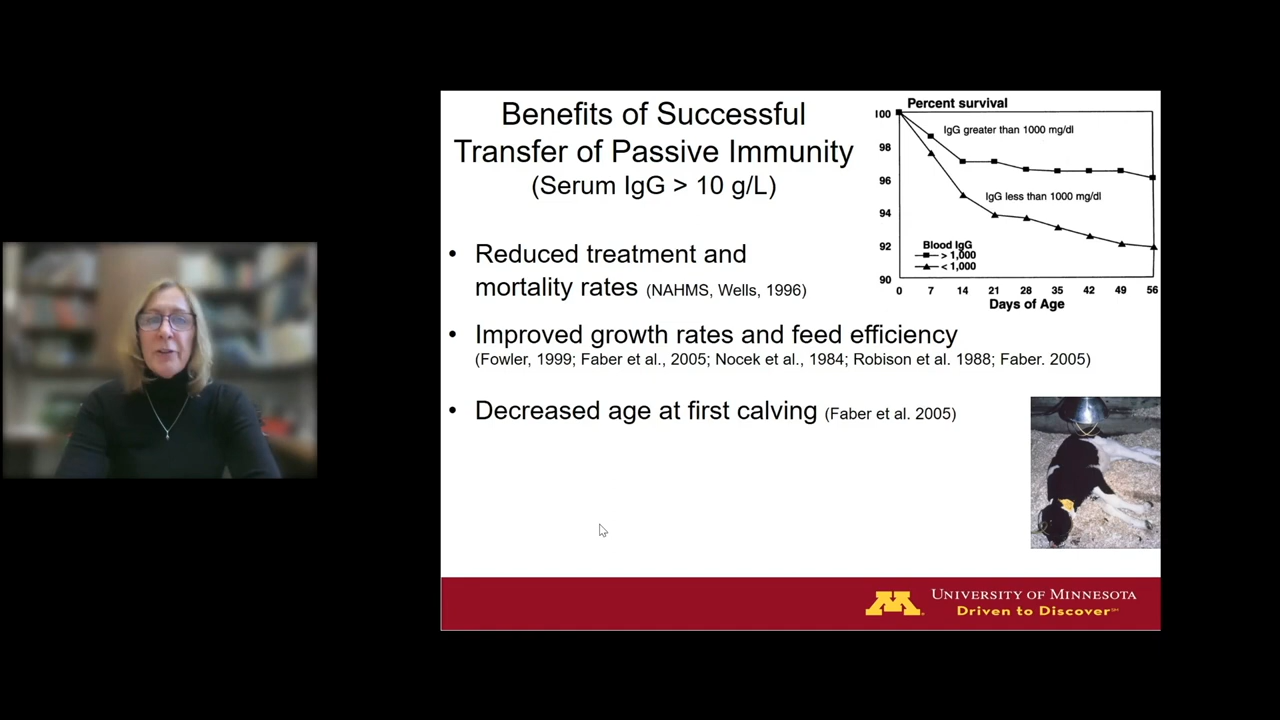 Benefits of Successful
Transfer of Passive Immunity
(Serum IgG > 10 g/L)
• Reduced treatment and
mortality rates (NAHMS, Wells, 1996)
• Improved growth rates and feed efficiency
(Fowler, 1999; Faber et al., 2005; Nocek et al., 1984; Robison et al. 1988; Faber. 2005)
• Decreased age at first calving (Faber et al. 2005)
Percent survival
100
98
96
94
92
90
IgG greater than 1000 mg/dl
IgG less than 1000 mg/dl
Blood IgG
> 1,000
< 1,000
0 7 14 21 28 35 42 49 56
Days of Age
M
UNIVERSITY OF MINNESOTA
Driven to Discover℠